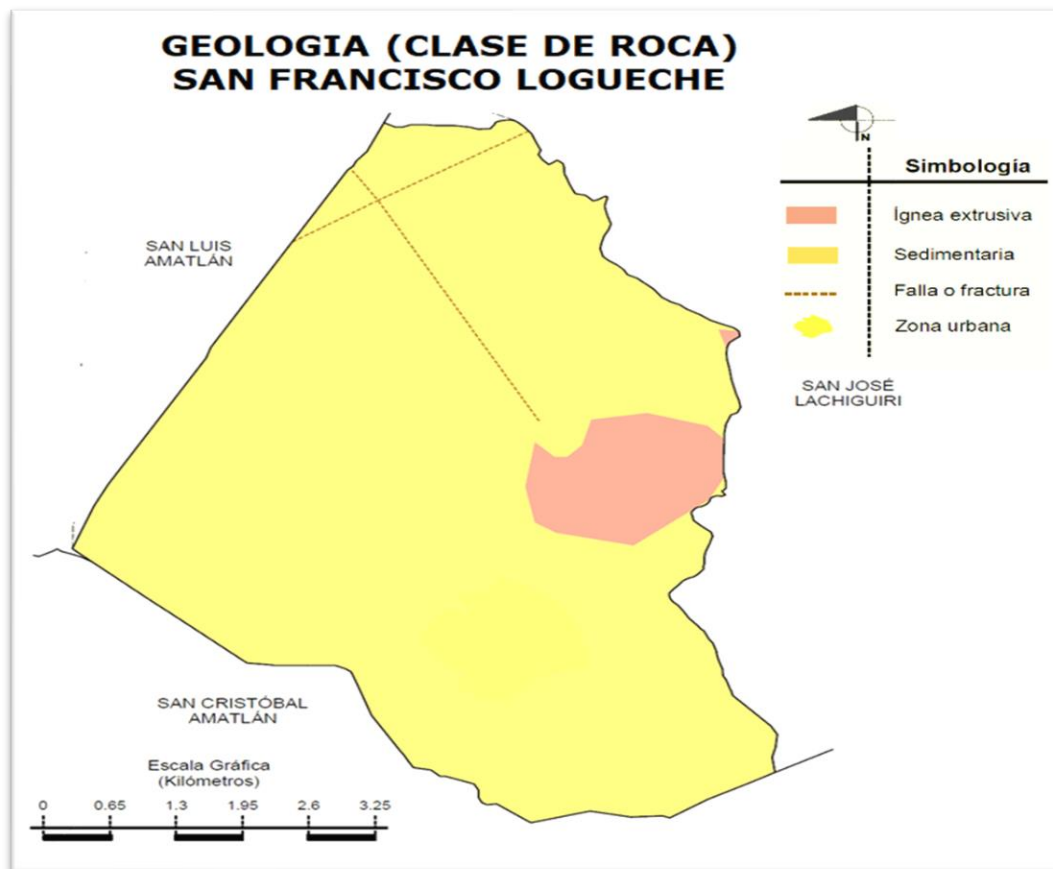 GEOLOGIA (CLASE DE ROCA)
SAN FRANCISCO LOGUECHE
N
Simbología
Ígnea extrusiva
Sedimentaria
Falla o fractura
Zona urbana
SAN LUIS
AMATLÁN
SAN JOSÉ
LACHIGUIRI
SAN CRISTÓBAL
AMATLÁN
Escala Gráfica
(Kilómetros)
0 0.65 1.3 1.95 2.6 3.25